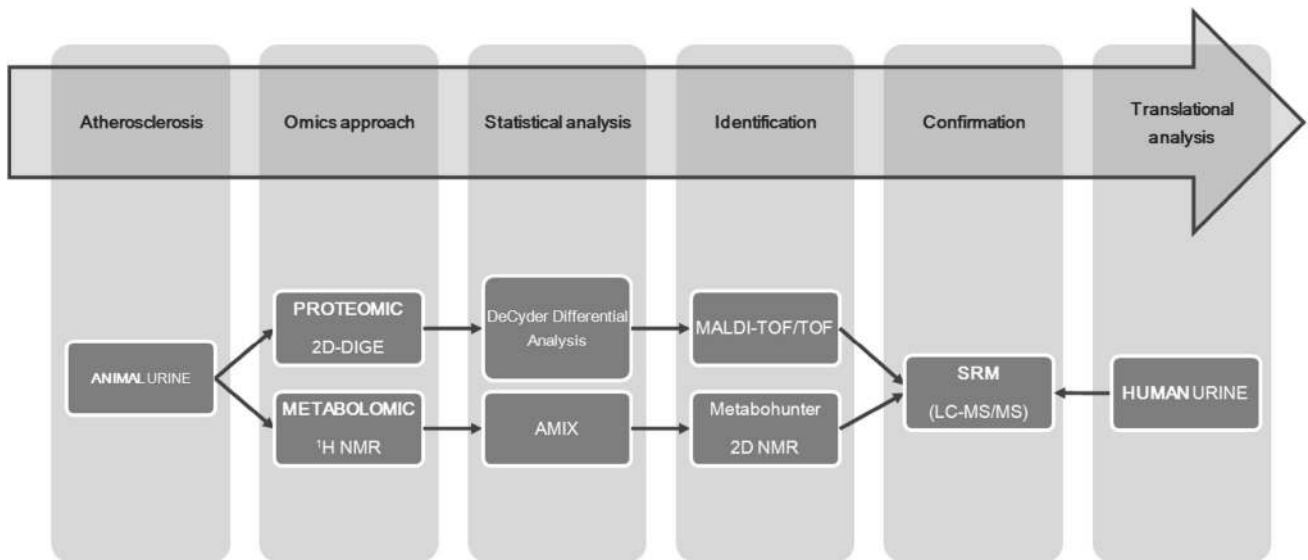 Atherosclerosis
Omics approach
Statistical analysis
Identification
Confirmation
Translational
analysis
ANIMAL URINE
PROTEOMIC
2D-DIGE
DeCyder Differential
Analysis
MALDI-TOF/TOF
METABOLOMIC
¹H NMR
AMIX
Metabohunter
2D NMR
SRM
(LC-MS/MS)
HUMAN URINE